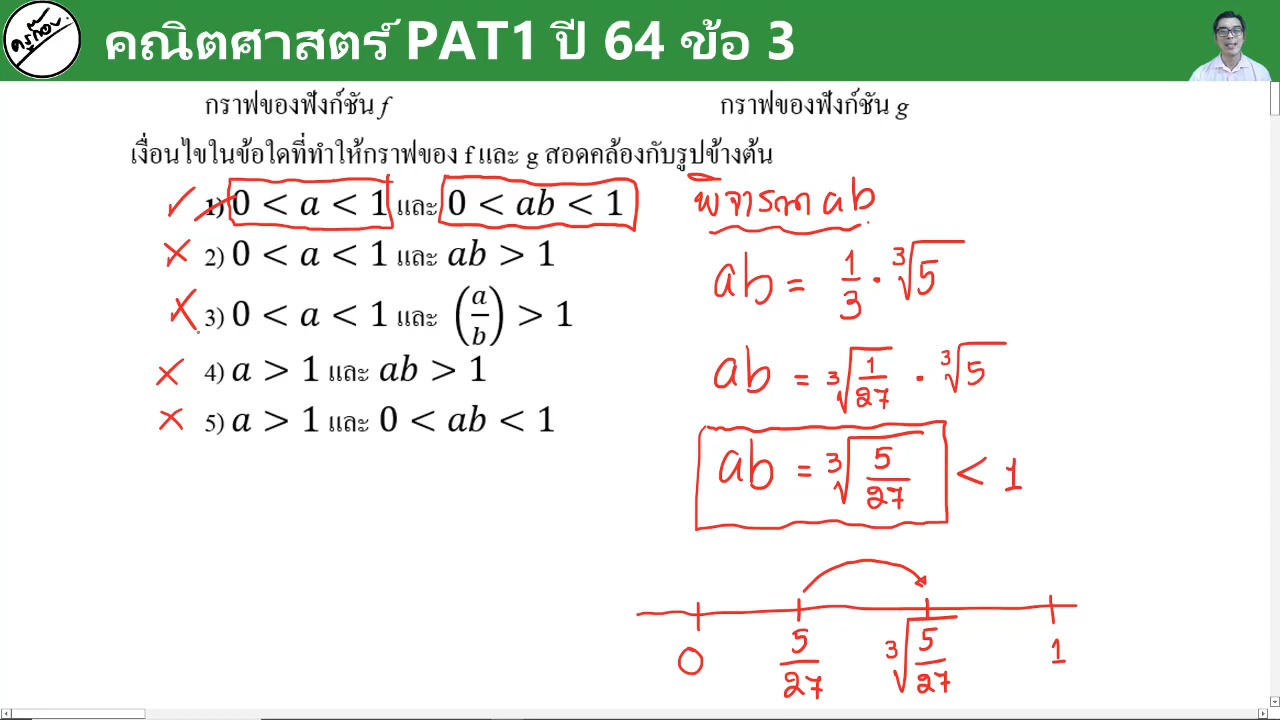 ครูก๊อบ
คณิตศาสตร์ PAT1 ปี 64 ข้อ 3
กราฟของฟังก์ชัน f
กราฟของฟังก์ชัน g
เงื่อนไขในข้อใดที่ทำให้กราฟของ f และ g สอดคล้องกับรูปข้างต้น
1) 0 < a < 1 และ 0 < ab < 1
2) 0 < a < 1 และ ab > 1
3) 0 < a < 1 และ (a/b) > 1
4) a > 1 และ ab > 1
5) a > 1 และ 0 < ab < 1
พิจารณา ab
ab = 1/3 · ∛5
ab = ∛(1/27) · ∛5
ab = ∛(5/27) < 1
0 5/27 ∛(5/27) 1